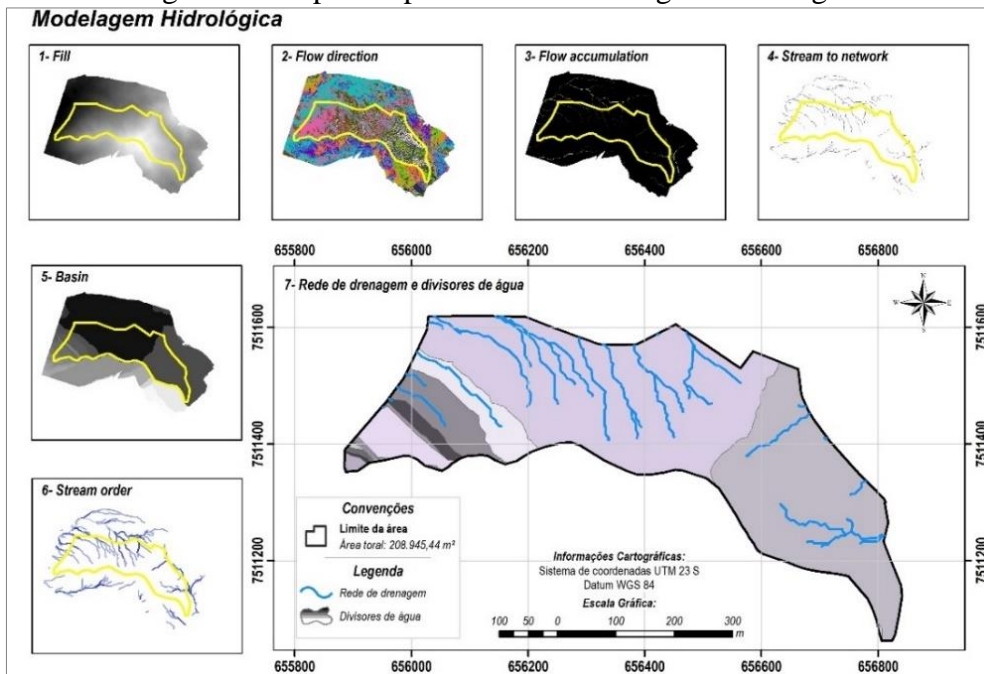 Modelagem Hidrológica
1- Fill
2- Flow direction
3- Flow accumulation
4- Stream to network
655800 656000 656200 656400 656600 656800
5- Basin
7- Rede de drenagem e divisores de água
N
7511600 7511600
7511400 7511400
6- Stream order
Convenções
Limite da área
Área toral: 208.945,44 m²
Legenda
Rede de drenagem
Divisores de água
Informações Cartográficas:
Sistema de coordenadas UTM 23 S
Datum WGS 84
Escala Gráfica:
100 50 0 100 200 300
m
7511200 7511200
655800 656000 656200 656400 656600 656800